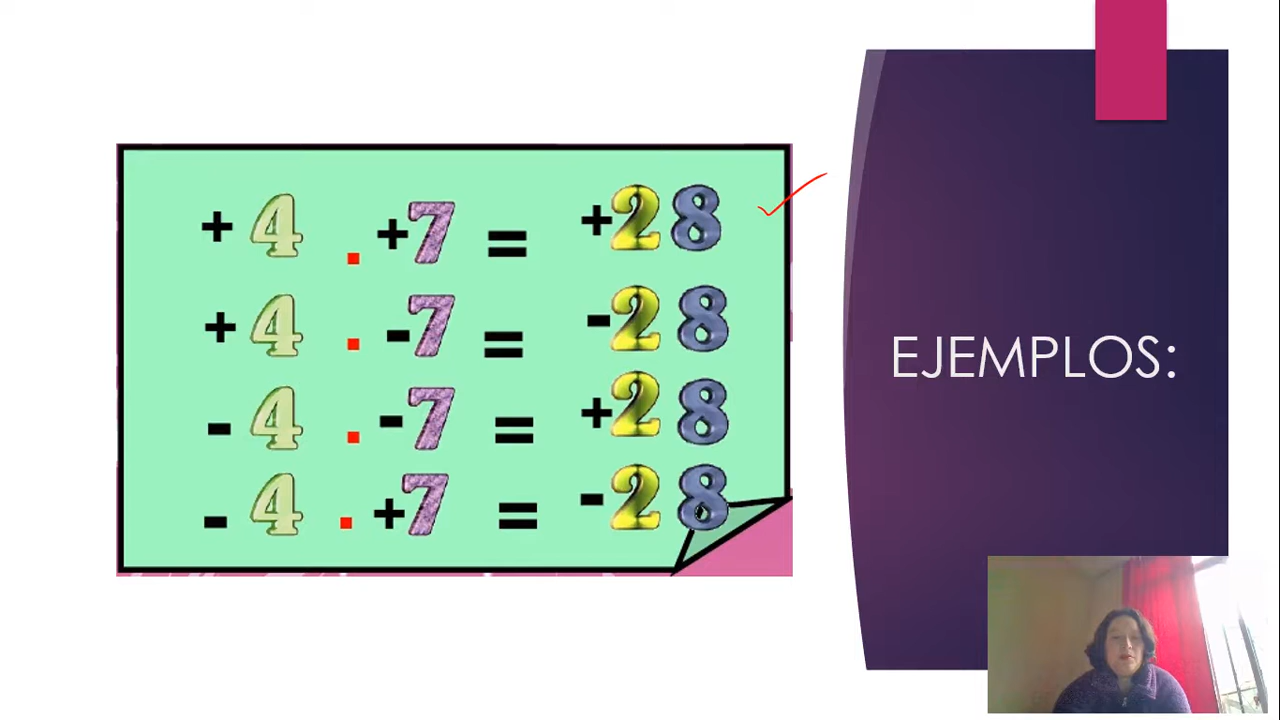 +4 . +7 = +28
+4 . -7 = -28
-4 . -7 = +28
-4 . +7 = -28
EJEMPLOS: